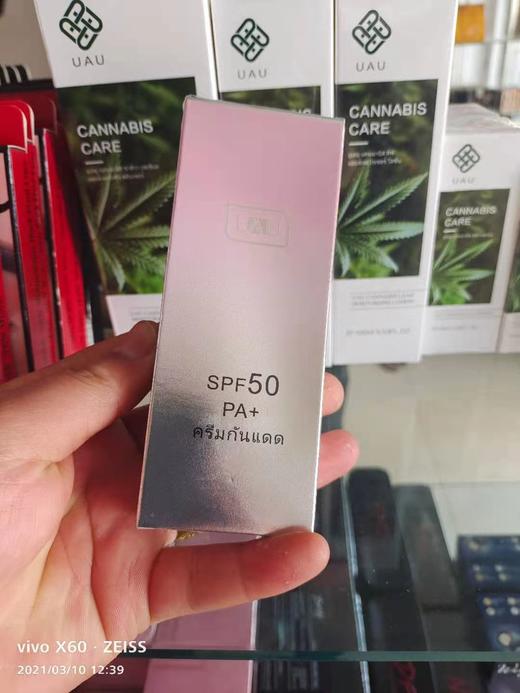 UAU
UAU
UAU
CANNABIS
CARE
CANNABIS
CARE
UAU
CANNABIS
CARE
UAU
SPF50
PA+
ครีมกันแดด
vivo X60 · ZEISS
2021/03/10 12:39